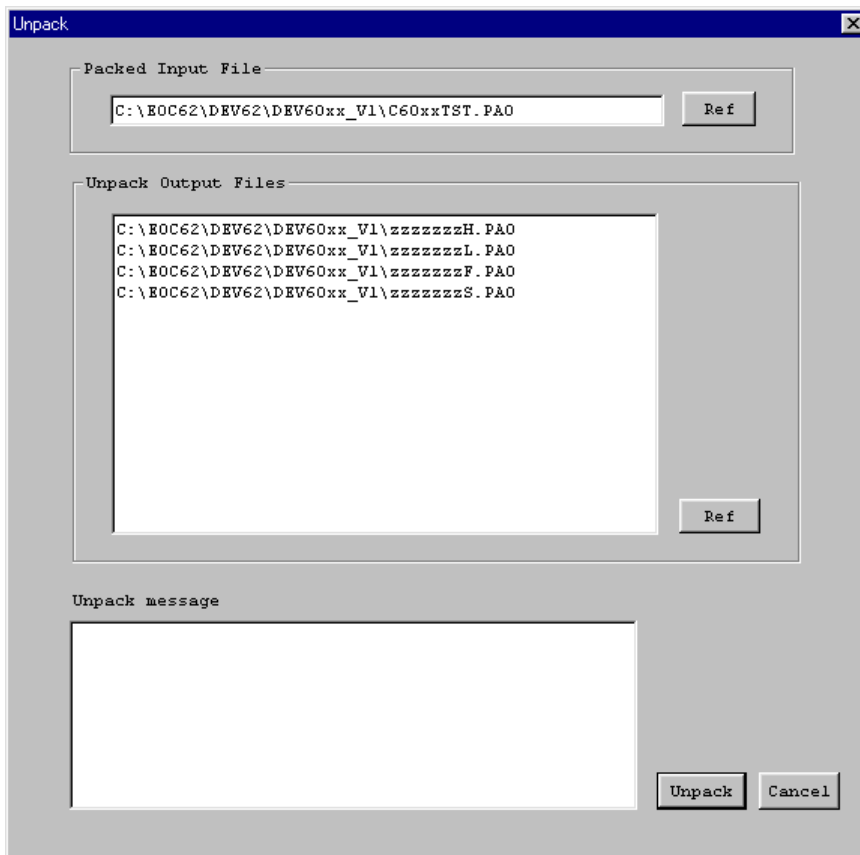 Unpack
Packed Input File
C:\EOC62\DEV62\DEV60xx_V1\C60xxTST.PA0
Ref
Unpack Output Files
C:\EOC62\DEV62\DEV60xx_V1\zzzzzzzH.PA0
C:\EOC62\DEV62\DEV60xx_V1\zzzzzzzL.PA0
C:\EOC62\DEV62\DEV60xx_V1\zzzzzzzF.PA0
C:\EOC62\DEV62\DEV60xx_V1\zzzzzzzS.PA0
Ref
Unpack message
Unpack Cancel